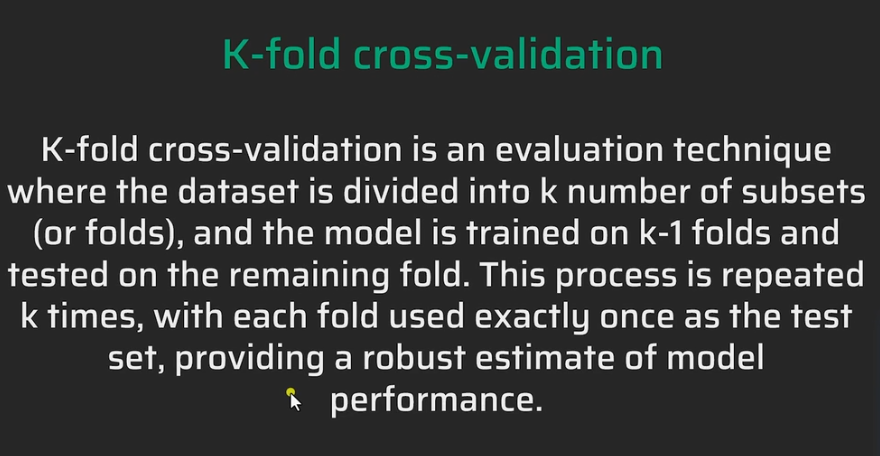 K-fold cross-validation
K-fold cross-validation is an evaluation technique
where the dataset is divided into k number of subsets
(or folds), and the model is trained on k-1 folds and
tested on the remaining fold. This process is repeated
k times, with each fold used exactly once as the test
set, providing a robust estimate of model
performance.